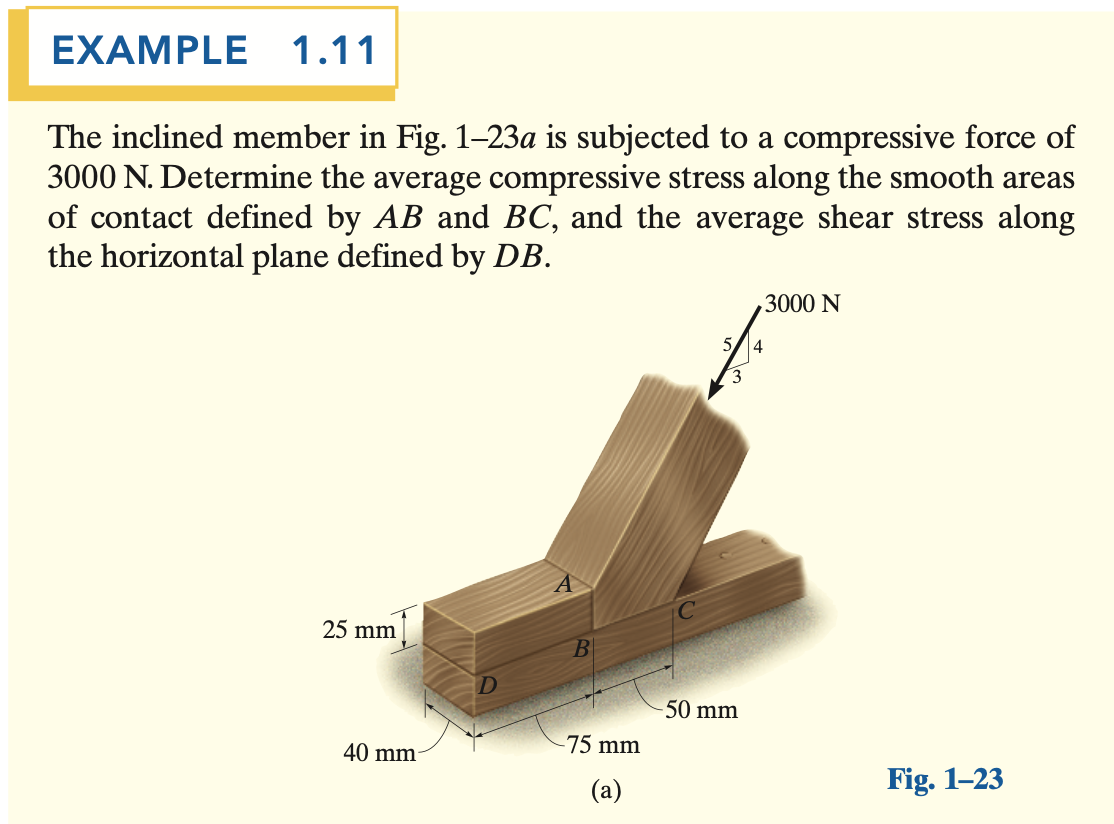 EXAMPLE 1.11
The inclined member in Fig. 1–23a is subjected to a compressive force of
3000 N. Determine the average compressive stress along the smooth areas
of contact defined by AB and BC, and the average shear stress along
the horizontal plane defined by DB.
3000 N
5
4
3
A
C
25 mm
B
D
50 mm
40 mm
75 mm
(a)
Fig. 1–23